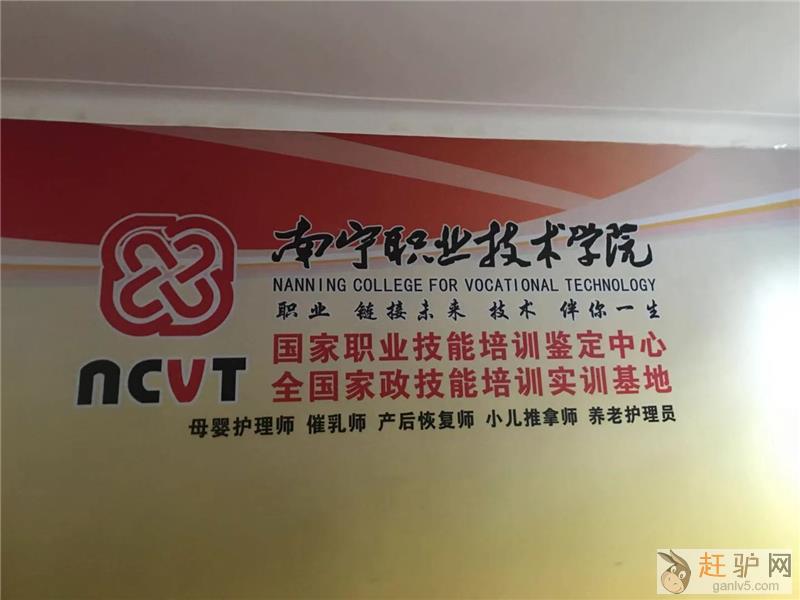 南宁职业技术学院
NANNING COLLEGE FOR VOCATIONAL TECHNOLOGY
职业 链接未来 技术 伴你一生
NCVT
国家职业技能培训鉴定中心
全国家政技能培训实训基地
母婴护理师 催乳师 产后恢复师 小儿推拿师 养老护理员
赶驴网
ganlv5.com